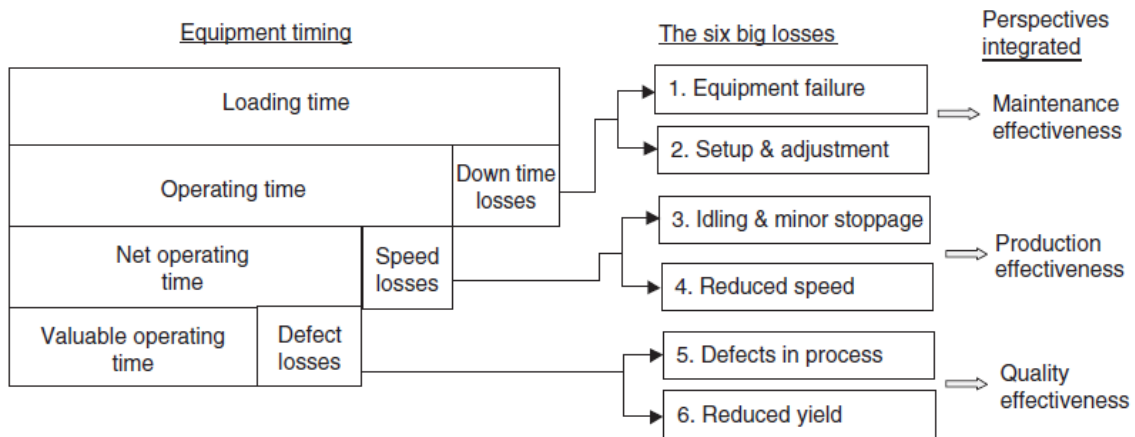 Equipment timing
The six big losses
Perspectives
integrated
Loading time
Operating time
Down time
losses
Net operating
time
Speed
losses
Valuable operating
time
Defect
losses
1. Equipment failure
2. Setup & adjustment
3. Idling & minor stoppage
4. Reduced speed
5. Defects in process
6. Reduced yield
Maintenance
effectiveness
Production
effectiveness
Quality
effectiveness